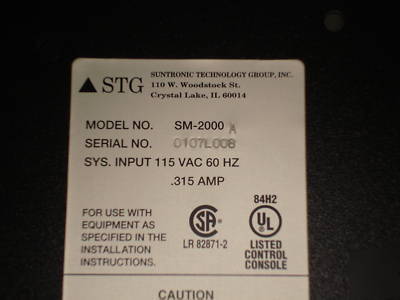 STG
SUNTRONIC TECHNOLOGY GROUP, INC.
110 W. Woodstock St.
Crystal Lake, IL 60014
MODEL NO. SM-2000 A
SERIAL NO. 0107L008
SYS. INPUT 115 VAC 60 HZ
.315 AMP
FOR USE WITH
EQUIPMENT AS
SPECIFIED IN THE
INSTALLATION
INSTRUCTIONS.
SA
LR 82871-2
84H2
UL
LISTED
CONTROL
CONSOLE
CAUTION